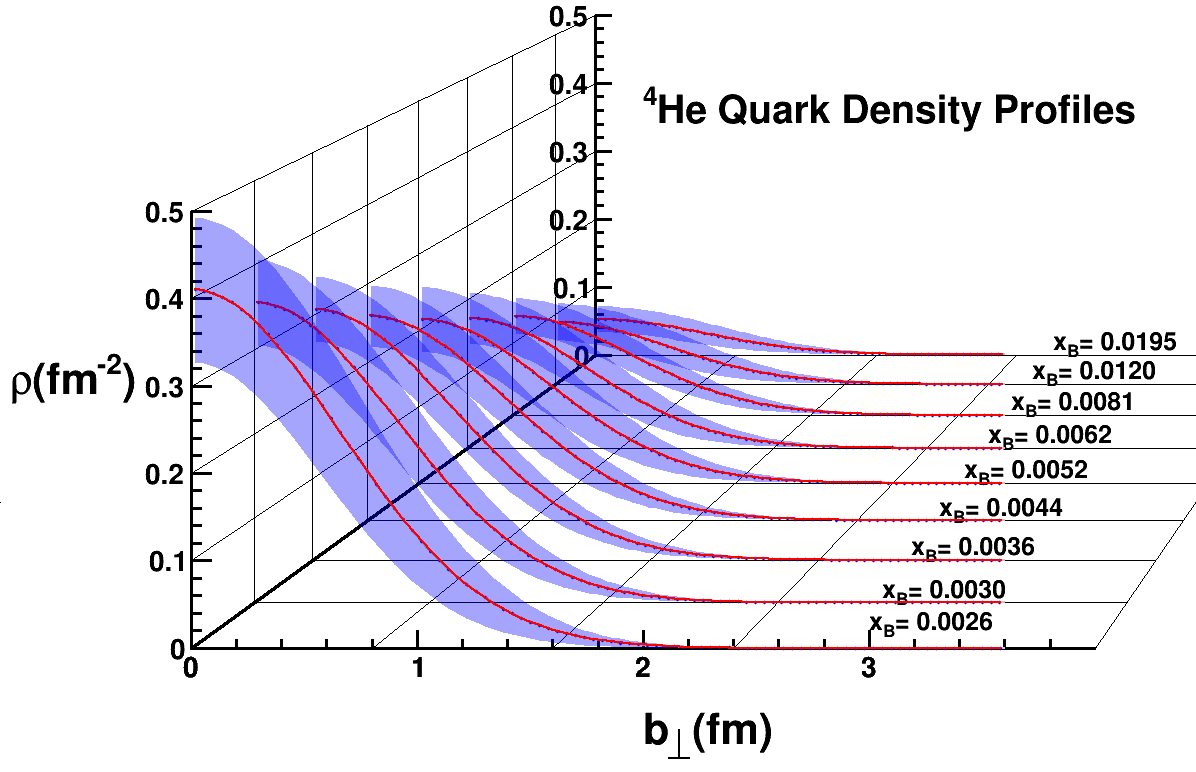 0.5
0.4
⁴He Quark Density Profiles
0.3
0.2
0.5
0.1
0.4
0
x_B= 0.0195
x_B= 0.0120
ρ(fm⁻²)
0.3
x_B= 0.0081
x_B= 0.0062
0.2
x_B= 0.0052
x_B= 0.0044
0.1
x_B= 0.0036
x_B= 0.0030
x_B= 0.0026
0
0 1 2 3
b_⊥(fm)